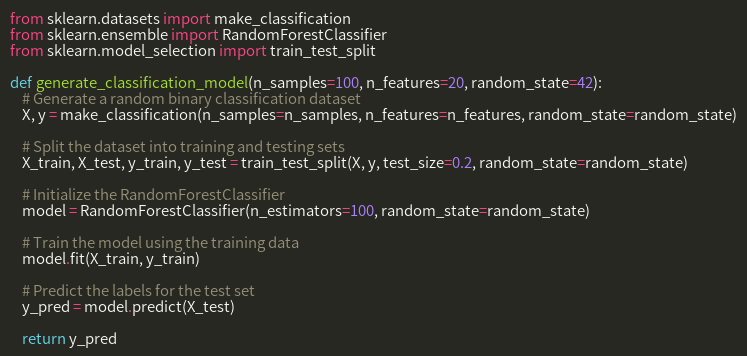 from sklearn.datasets import make_classification
from sklearn.ensemble import RandomForestClassifier
from sklearn.model_selection import train_test_split

def generate_classification_model(n_samples=100, n_features=20, random_state=42):
    # Generate a random binary classification dataset
    X, y = make_classification(n_samples=n_samples, n_features=n_features, random_state=random_state)

    # Split the dataset into training and testing sets
    X_train, X_test, y_train, y_test = train_test_split(X, y, test_size=0.2, random_state=random_state)

    # Initialize the RandomForestClassifier
    model = RandomForestClassifier(n_estimators=100, random_state=random_state)

    # Train the model using the training data
    model.fit(X_train, y_train)

    # Predict the labels for the test set
    y_pred = model.predict(X_test)

    return y_pred